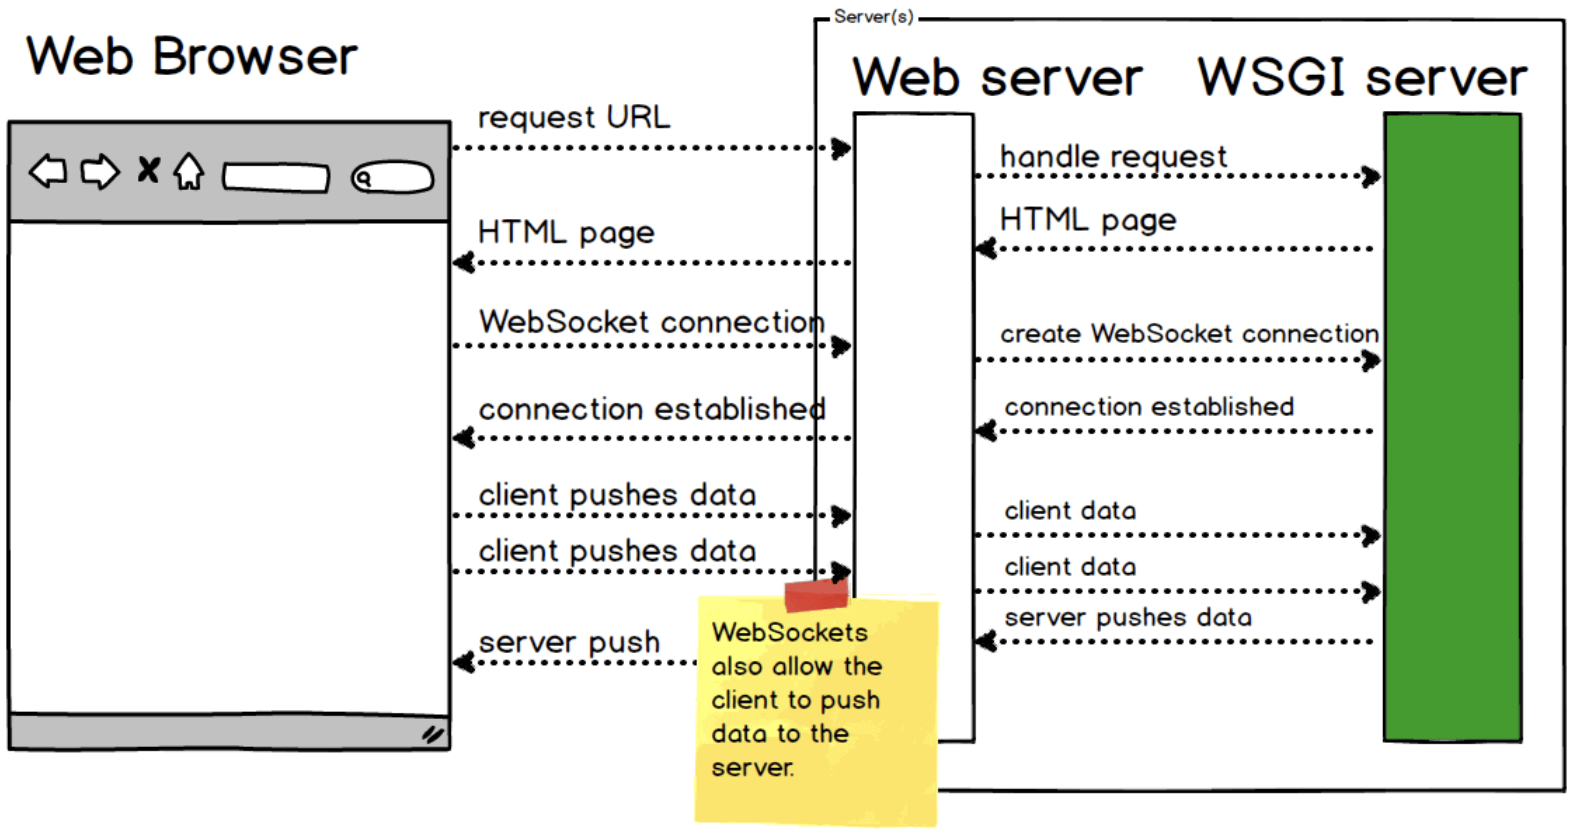 Server(s)
Web Browser
Web server
WSGI server
request URL
handle request
HTML page
HTML page
WebSocket connection
create WebSocket connection
connection established
connection established
client pushes data
client data
client pushes data
client data
server pushes data
server push
WebSockets
also allow the
client to push
data to the
server.